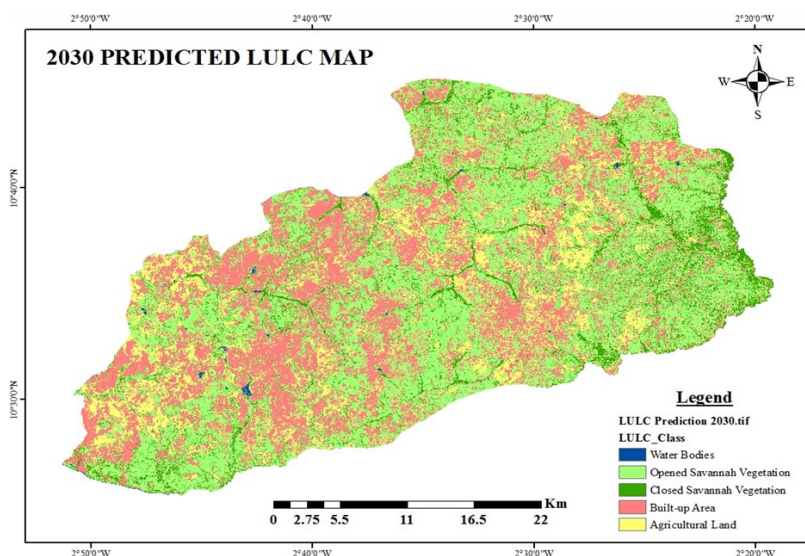 2°50'0"W 2°40'0"W 2°30'0"W 2°20'0"W
2030 PREDICTED LULC MAP
N
W E
S
10°40'0"N
10°30'0"N
Legend
LULC Prediction 2030.tif
LULC_Class
Water Bodies
Opened Savannah Vegetation
Closed Savannah Vegetation
Built-up Area
Agricultural Land
Km
0 2.75 5.5 11 16.5 22
2°50'0"W 2°40'0"W 2°30'0"W 2°20'0"W